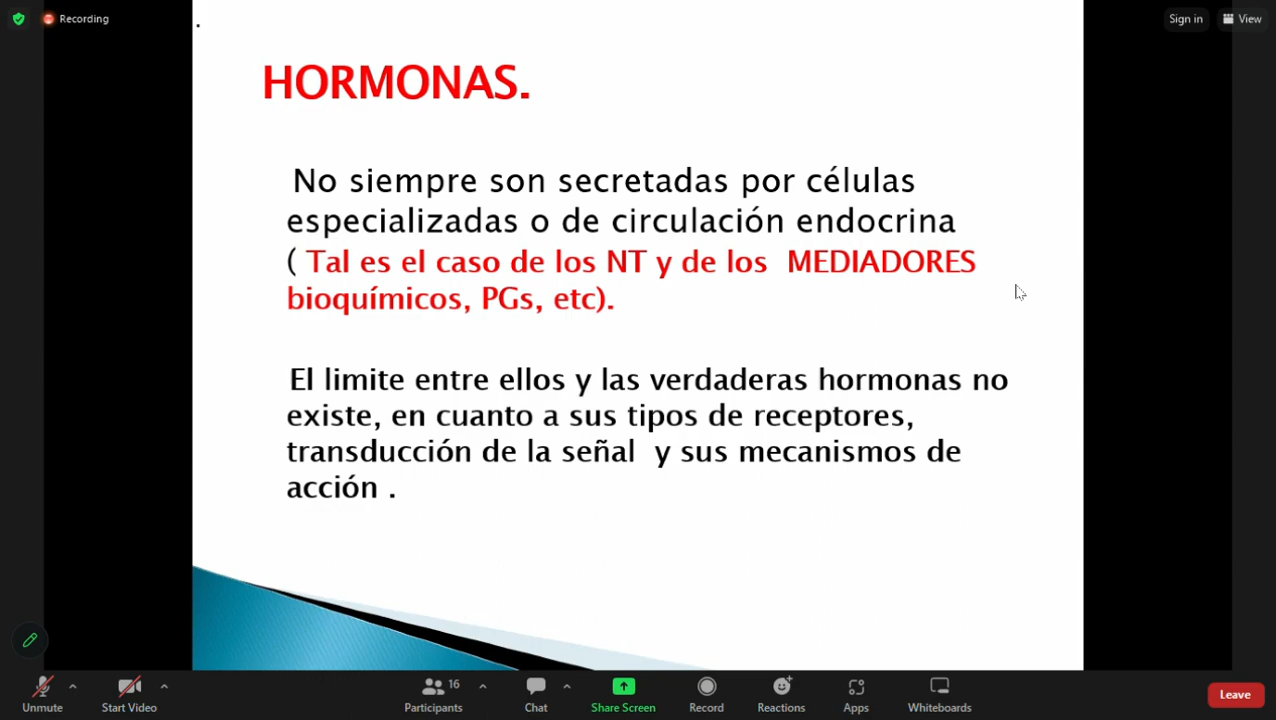 Recording
Sign in
View
.
HORMONAS.
No siempre son secretadas por células
especializadas o de circulación endocrina
( Tal es el caso de los NT y de los MEDIADORES
bioquímicos, PGs, etc).
El limite entre ellos y las verdaderas hormonas no
existe, en cuanto a sus tipos de receptores,
transducción de la señal y sus mecanismos de
acción .
Unmute
Start Video
16
Participants
Chat
Share Screen
Record
Reactions
Apps
Whiteboards
Leave